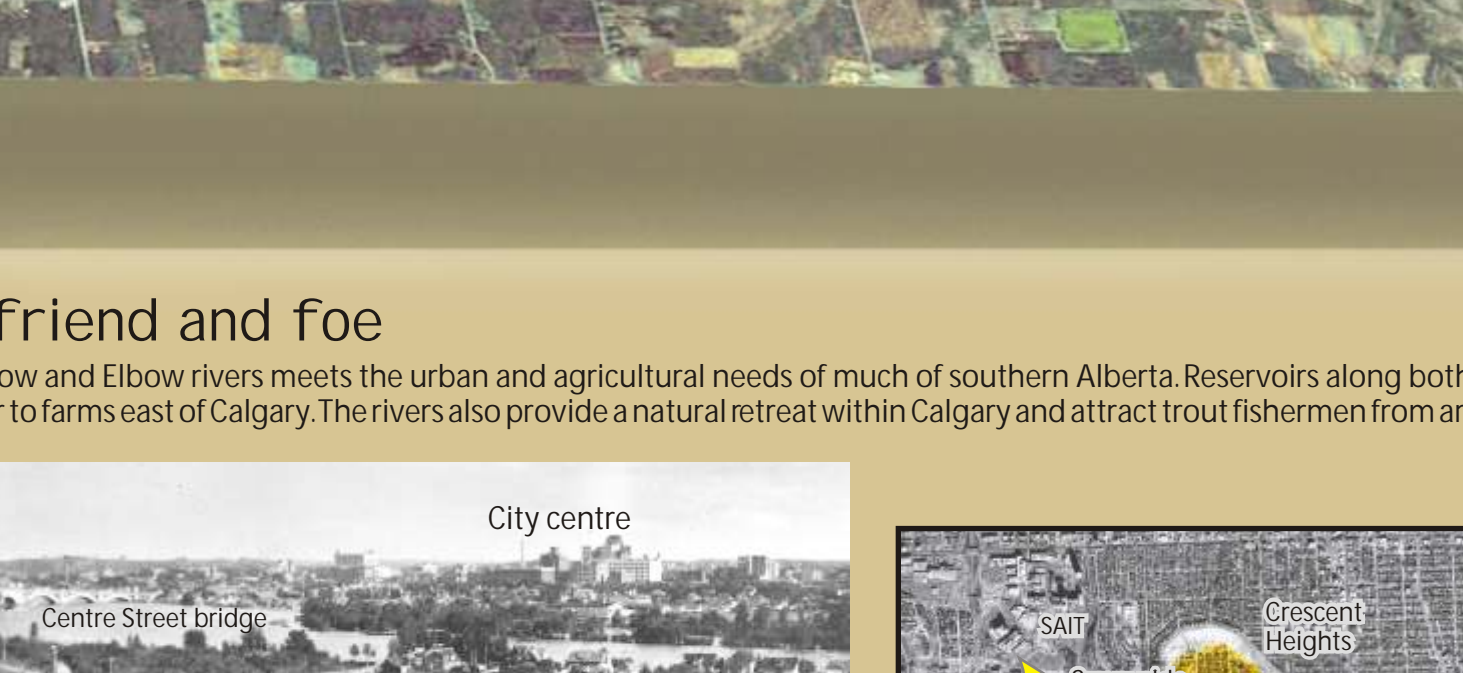 friend and foe
ow and Elbow rivers meets the urban and agricultural needs of much of southern Alberta. Reservoirs along both
r to farms east of Calgary. The rivers also provide a natural retreat within Calgary and attract trout fishermen from
City centre
Centre Street bridge
SAIT
Crescent
Heights